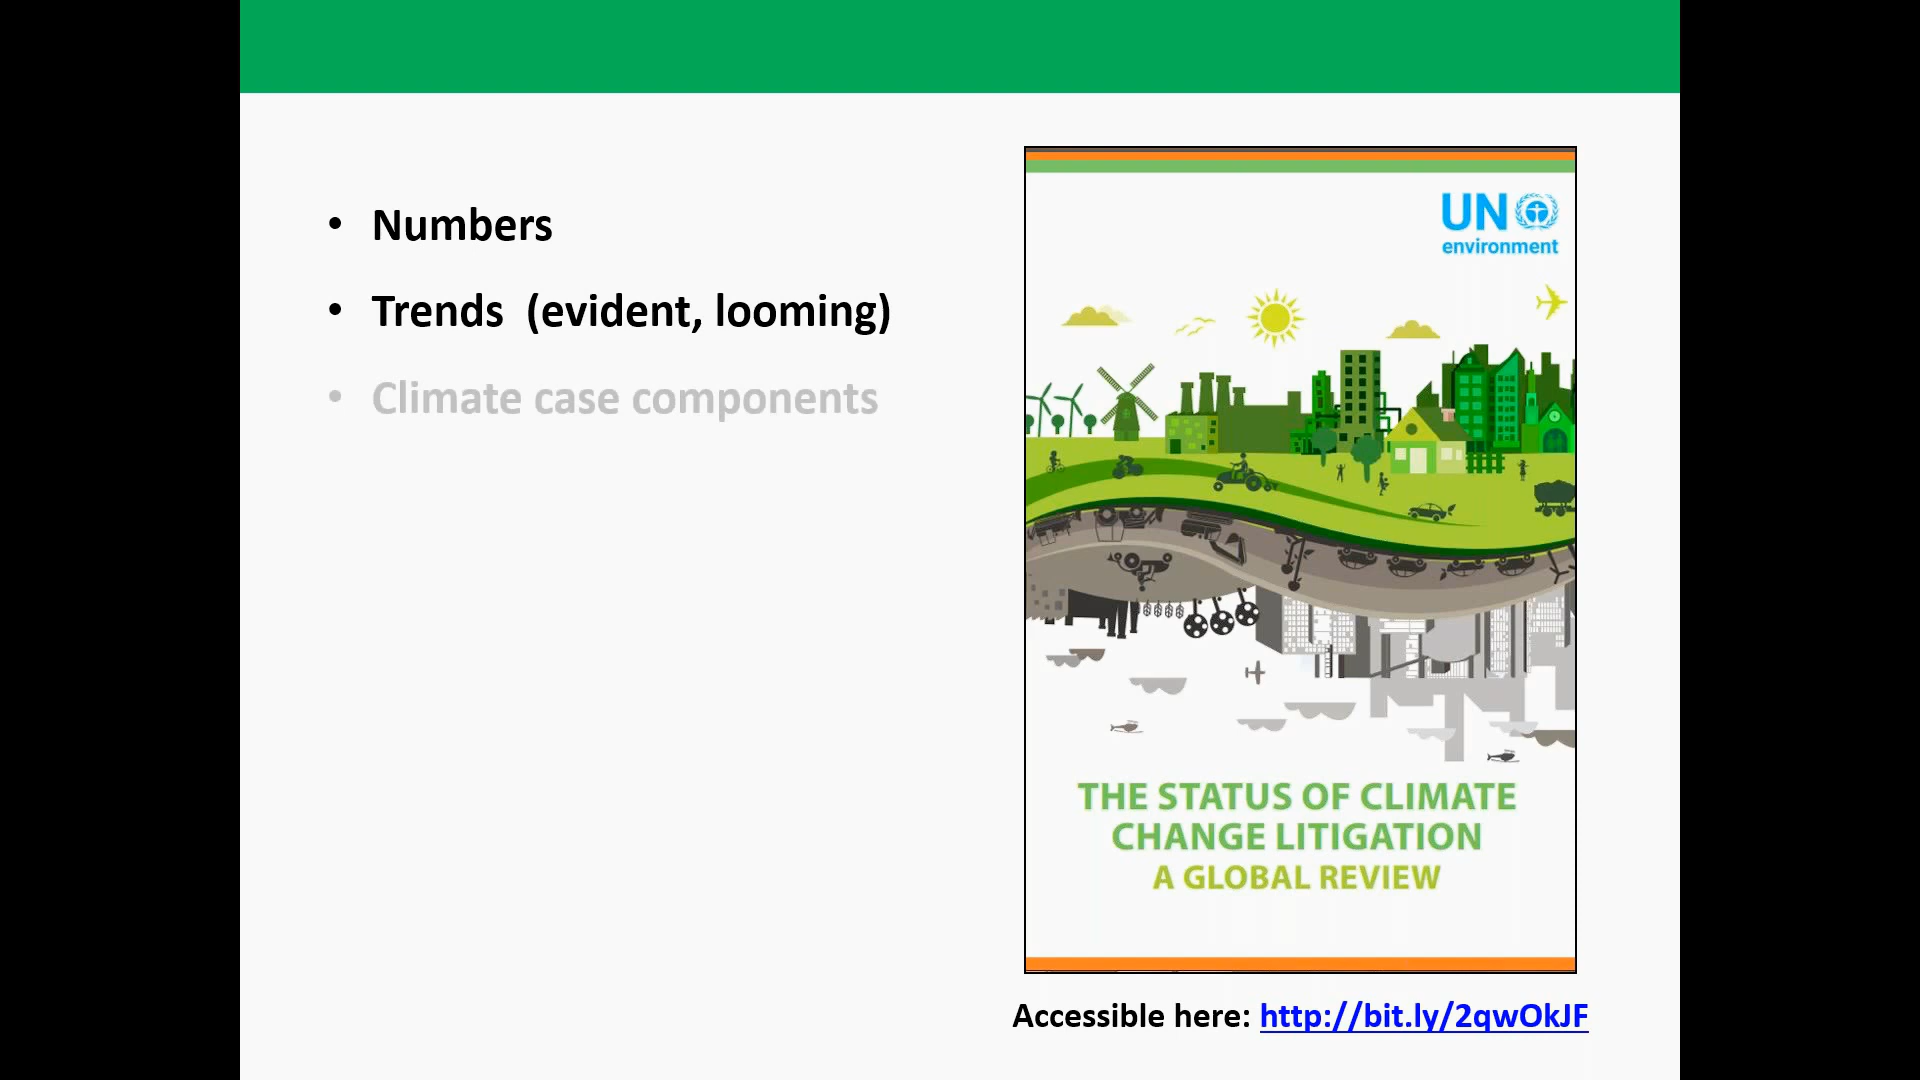 • Numbers
• Trends  (evident, looming)
• Climate case components
UN
environment
THE STATUS OF CLIMATE
CHANGE LITIGATION
A GLOBAL REVIEW
Accessible here: http://bit.ly/2qwOkJF